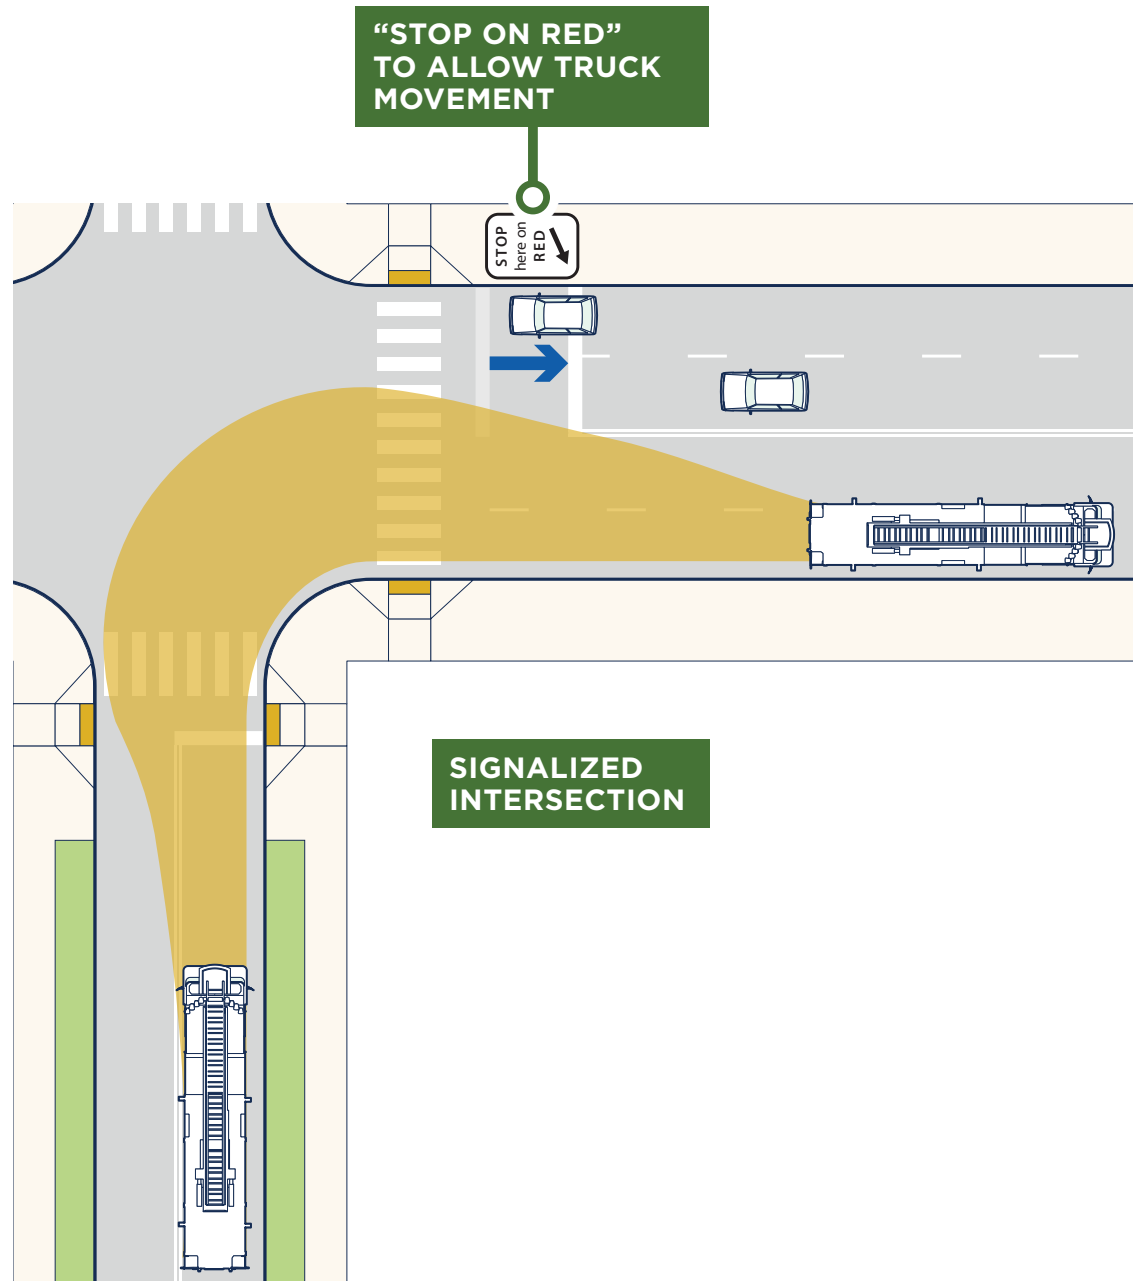 “STOP ON RED”
TO ALLOW TRUCK
MOVEMENT
STOP
here on
RED
SIGNALIZED
INTERSECTION